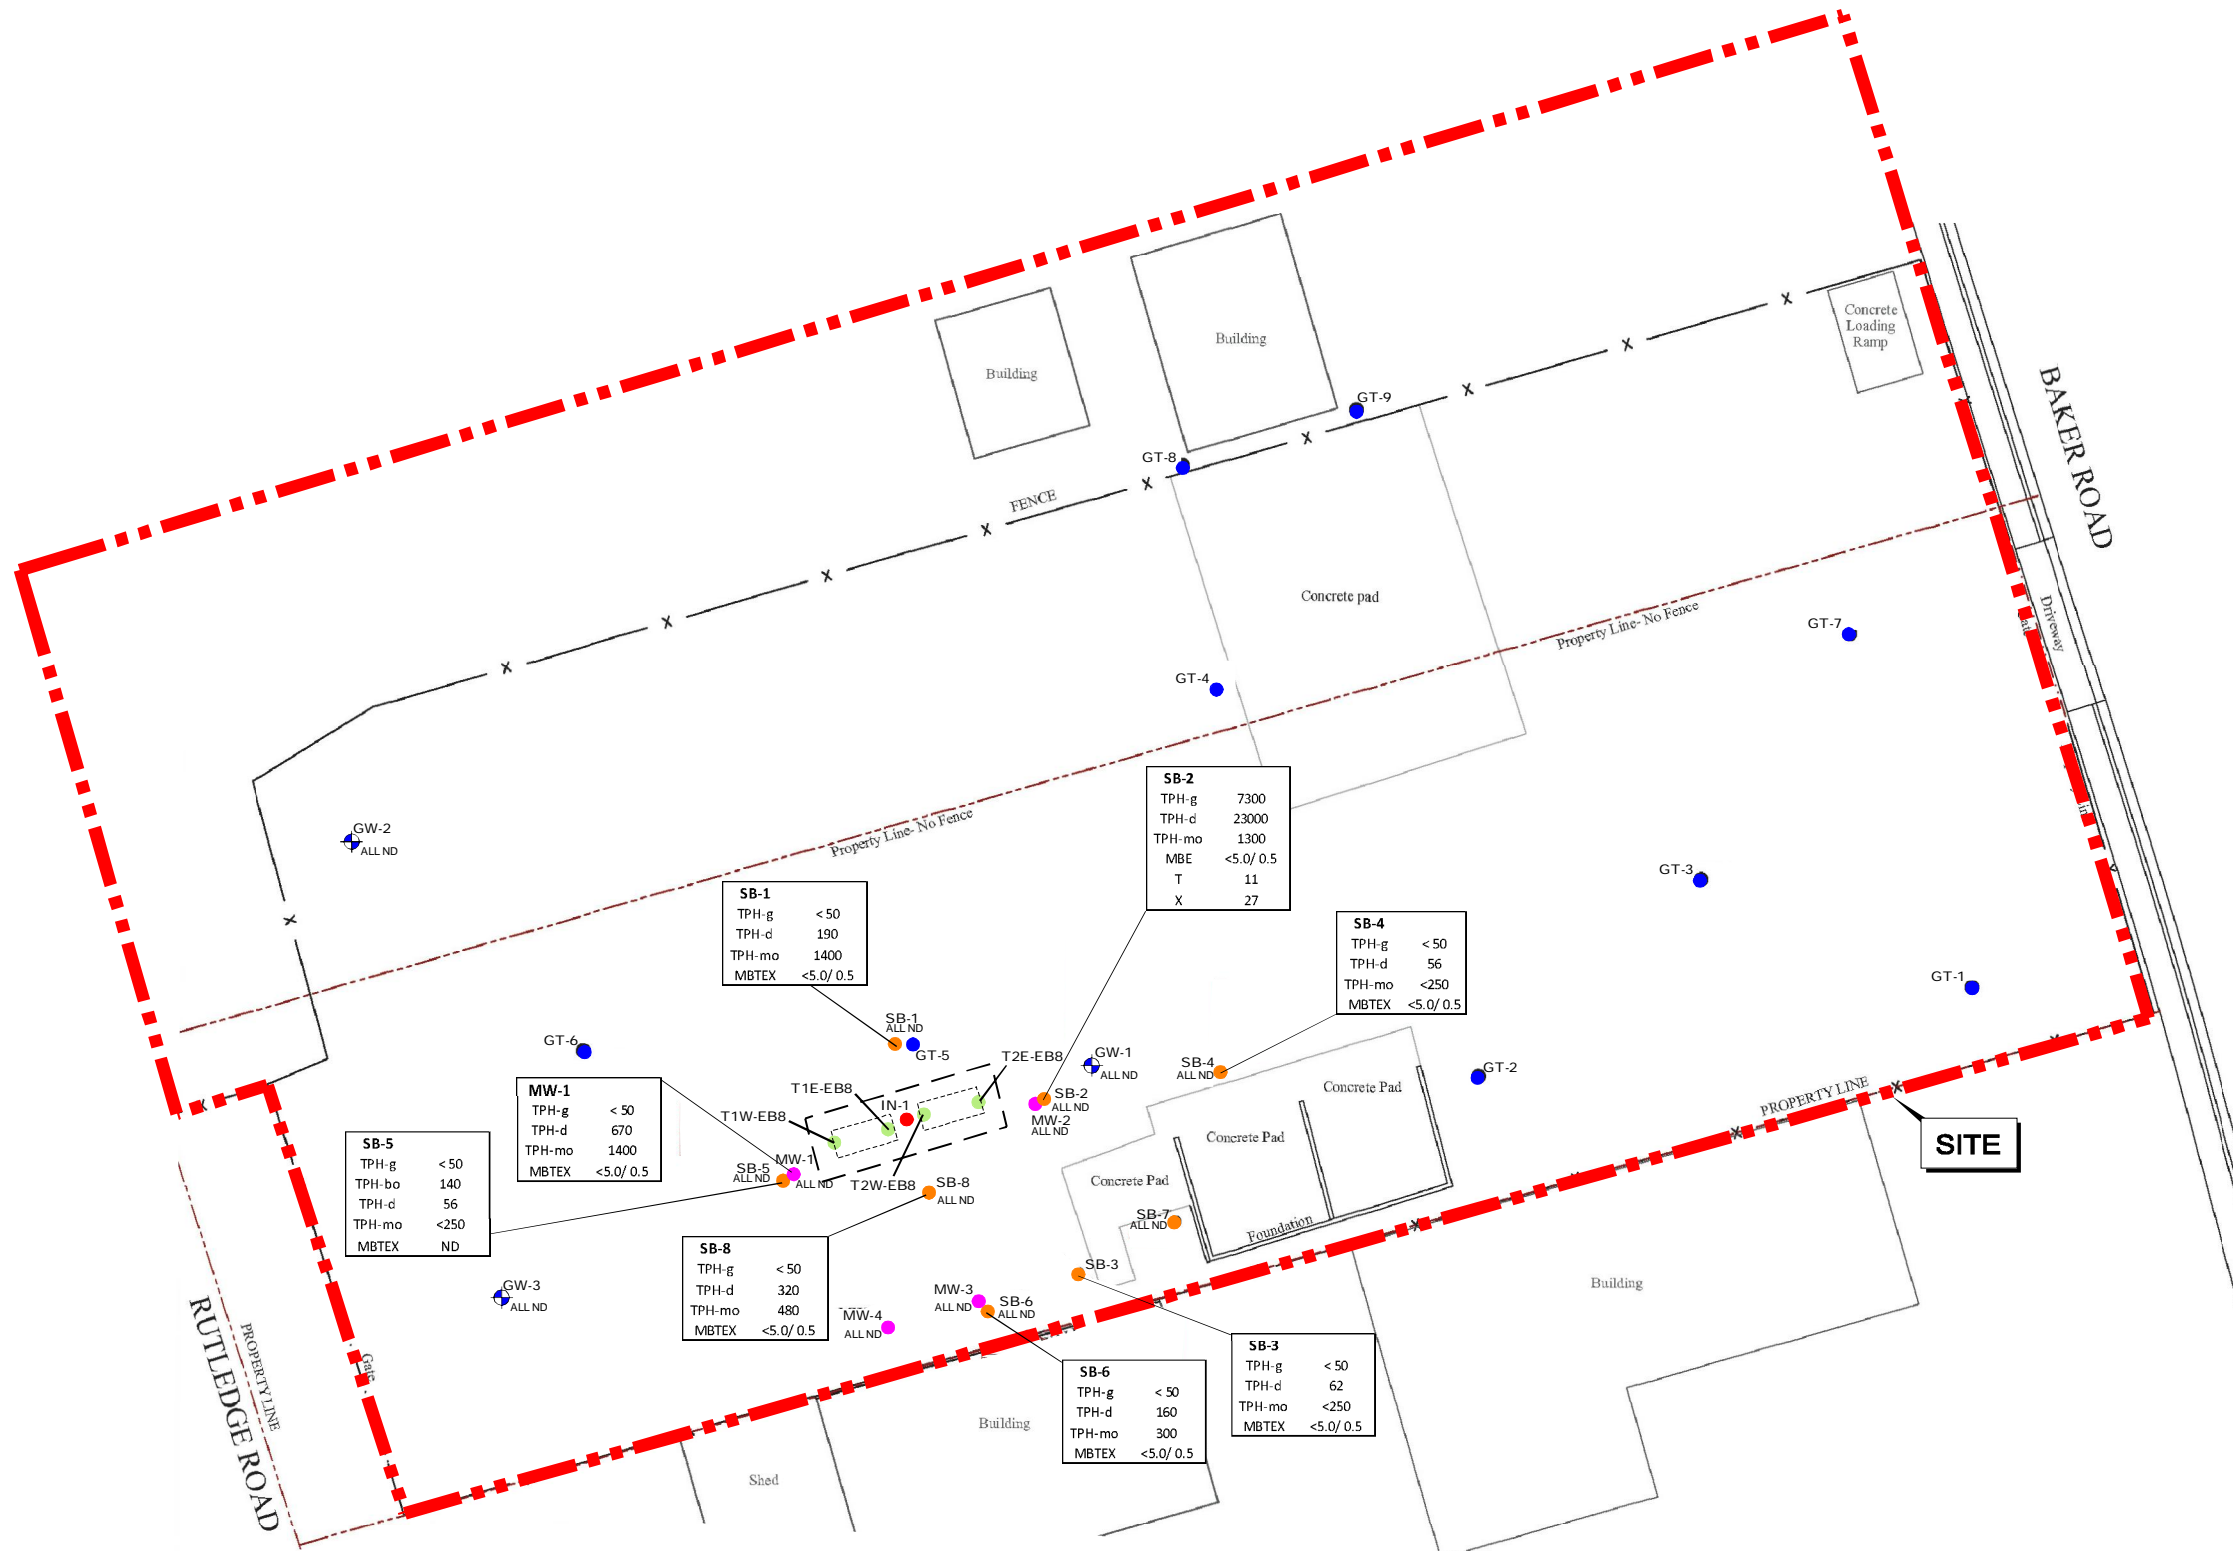 Building
Building
Concrete
Loading
Ramp
BAKER ROAD
GT-9
GT-8
FENCE
Concrete pad
Driveway
Property Line- No Fence
GT-7
GT-4
SB-2
TPH-g 7300
TPH-d 23000
TPH-mo 1300
MBE <5.0/ 0.5
T 11
X 27
Property Line- No Fence
GW-2
ALL ND
GT-3
SB-1
TPH-g < 50
TPH-d 190
TPH-mo 1400
MBTEX <5.0/ 0.5
SB-4
TPH-g < 50
TPH-d 56
TPH-mo <250
MBTEX <5.0/ 0.5
GT-1
SB-1
ALL ND
GT-5
GT-6
T2E-EB8
GW-1
ALL ND
SB-4
ALL ND
GT-2
Concrete Pad
T1E-EB8
IN-1
T1W-EB8
SB-2
ALL ND
MW-2
ALL ND
PROPERTY LINE
SITE
MW-1
TPH-g < 50
TPH-d 670
TPH-mo 1400
MBTEX <5.0/ 0.5
SB-5
TPH-g < 50
TPH-bo 140
TPH-d 56
TPH-mo <250
MBTEX ND
Concrete Pad
MW-1
ALL ND
SB-5
ALL ND
T2W-EB8
SB-8
ALL ND
Concrete Pad
SB-7
ALL ND
Foundation
SB-8
TPH-g < 50
TPH-d 320
TPH-mo 480
MBTEX <5.0/ 0.5
SB-3
GW-3
ALL ND
MW-3
ALL ND
SB-6
ALL ND
MW-4
ALL ND
Building
RUTLEDGE ROAD
PROPERTY LINE
Gate
SB-3
TPH-g < 50
TPH-d 62
TPH-mo <250
MBTEX <5.0/ 0.5
SB-6
TPH-g < 50
TPH-d 160
TPH-mo 300
MBTEX <5.0/ 0.5
Building
Shed